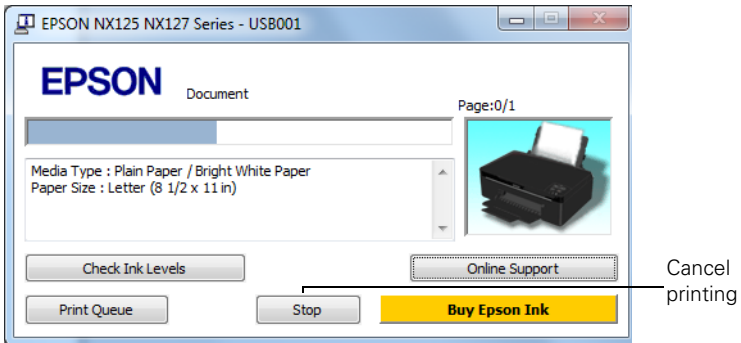 EPSON NX125 NX127 Series - USB001
EPSON
Document
Page:0/1
Media Type : Plain Paper / Bright White Paper
Paper Size : Letter (8 1/2 x 11 in)
Check Ink Levels
Online Support
Print Queue
Stop
Buy Epson Ink
Cancel
printing